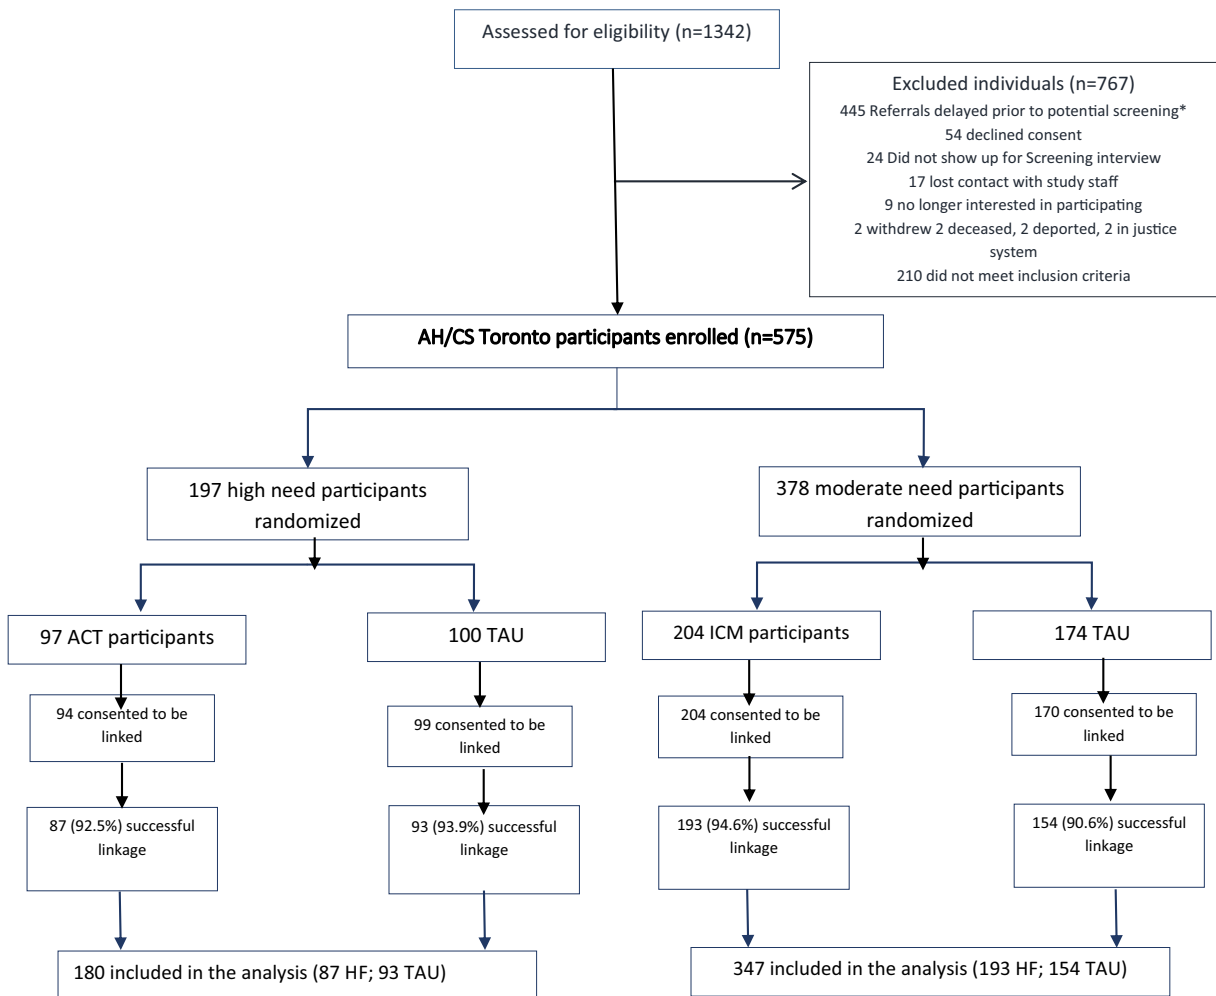 Assessed for eligibility (n=1342)
Excluded individuals (n=767)
445 Referrals delayed prior to potential screening*
54 declined consent
24 Did not show up for Screening interview
17 lost contact with study staff
9 no longer interested in participating
2 withdrew 2 deceased, 2 deported, 2 in justice
system
210 did not meet inclusion criteria
AH/CS Toronto participants enrolled (n=575)
197 high need participants
randomized
378 moderate need participants
randomized
97 ACT participants
100 TAU
204 ICM participants
174 TAU
94 consented to be
linked
99 consented to be
linked
204 consented to be
linked
170 consented to be
linked
87 (92.5%) successful
linkage
93 (93.9%) successful
linkage
193 (94.6%) successful
linkage
154 (90.6%) successful
linkage
180 included in the analysis (87 HF; 93 TAU)
347 included in the analysis (193 HF; 154 TAU)